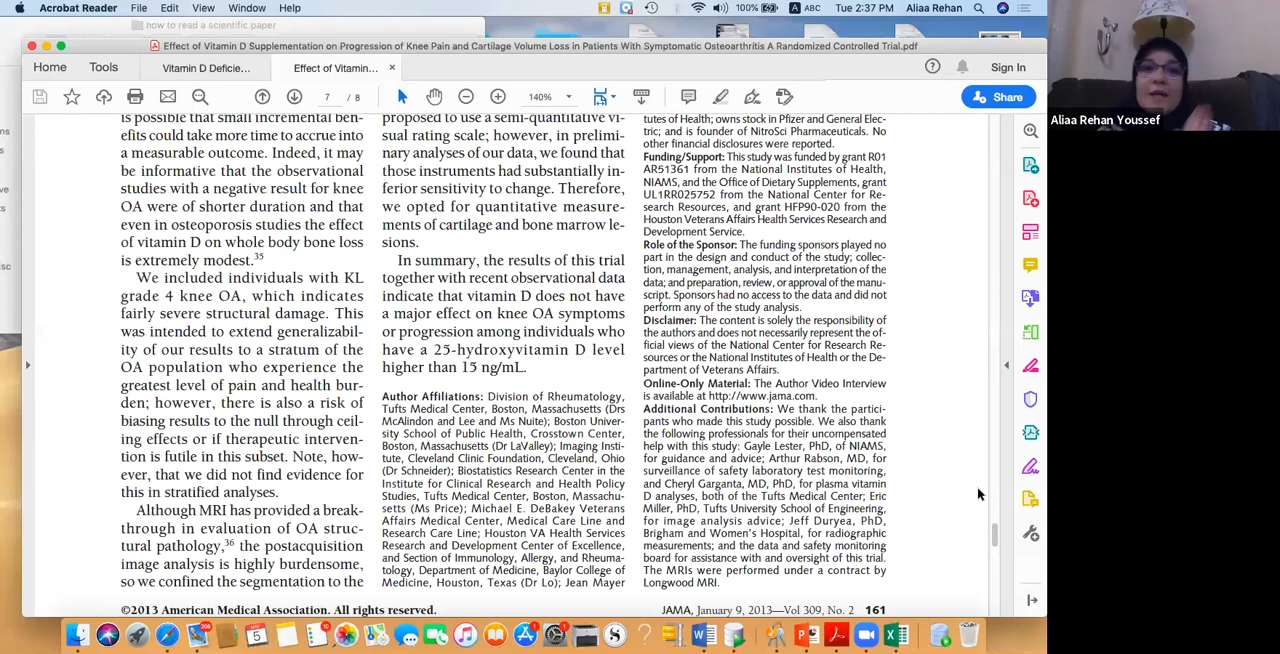 Acrobat Reader File Edit View Window Help
100% ABC Tue 2:37 PM Aliaa Rehan
how to read a scientific paper
Effect of Vitamin D Supplementation on Progression of Knee Pain and Cartilage Volume Loss in Patients With Symptomatic Osteoarthritis A Randomized Controlled Trial.pdf
Home Tools Vitamin D Deficie... Effect of Vitamin... × Sign In
7 / 8 140% Share
is possible that small incremental ben-
efits could take more time to accrue into
a measurable outcome. Indeed, it may
be informative that the observational
studies with a negative result for knee
OA were of shorter duration and that
even in osteoporosis studies the effect
of vitamin D on whole body bone loss
is extremely modest.35
We included individuals with KL
grade 4 knee OA, which indicates
fairly severe structural damage. This
was intended to extend generalizabil-
ity of our results to a stratum of the
OA population who experience the
greatest level of pain and health bur-
den; however, there is also a risk of
biasing results to the null through ceil-
ing effects or if therapeutic interven-
tion is futile in this subset. Note, how-
ever, that we did not find evidence for
this in stratified analyses.
Although MRI has provided a break-
through in evaluation of OA struc-
tural pathology,36 the postacquisition
image analysis is highly burdensome,
so we confined the segmentation to the
proposed to use a semi-quantitative vi-
sual rating scale; however, in prelimi-
nary analyses of our data, we found that
those instruments had substantially in-
ferior sensitivity to change. Therefore,
we opted for quantitative measure-
ments of cartilage and bone marrow le-
sions.
In summary, the results of this trial
together with recent observational data
indicate that vitamin D does not have
a major effect on knee OA symptoms
or progression among individuals who
have a 25-hydroxyvitamin D level
higher than 15 ng/mL.
Author Affiliations: Division of Rheumatology,
Tufts Medical Center, Boston, Massachusetts (Drs
McAlindon and Lee and Ms Nuite); Boston Univer-
sity School of Public Health, Crosstown Center,
Boston, Massachusetts (Dr LaValley); Imaging Insti-
tute, Cleveland Clinic Foundation, Cleveland, Ohio
(Dr Schneider); Biostatistics Research Center in the
Institute for Clinical Research and Health Policy
Studies, Tufts Medical Center, Boston, Massachu-
setts (Ms Price); Michael E. DeBakey Veterans
Affairs Medical Center, Medical Care Line and
Research Care Line; Houston VA Health Services
Research and Development Center of Excellence,
and Section of Immunology, Allergy, and Rheuma-
tology, Department of Medicine, Baylor College of
Medicine, Houston, Texas (Dr Lo); Jean Mayer
tutes of Health; owns stock in Pfizer and General Elec-
tric; and is founder of NitroSci Pharmaceuticals. No
other financial disclosures were reported.
Funding/Support: This study was funded by grant R01
AR51361 from the National Institutes of Health,
NIAMS, and the Office of Dietary Supplements, grant
UL1RR025752 from the National Center for Re-
search Resources, and grant HFP90-020 from the
Houston Veterans Affairs Health Services Research and
Development Service.
Role of the Sponsor: The funding sponsors played no
part in the design and conduct of the study; collec-
tion, management, analysis, and interpretation of the
data; and preparation, review, or approval of the manu-
script. Sponsors had no access to the data and did not
perform any of the study analysis.
Disclaimer: The content is solely the responsibility of
the authors and does not necessarily represent the of-
ficial views of the National Center for Research Re-
sources or the National Institutes of Health or the De-
partment of Veterans Affairs.
Online-Only Material: The Author Video Interview
is available at http://www.jama.com.
Additional Contributions: We thank the partici-
pants who made this study possible. We also thank
the following professionals for their uncompensated
help with this study: Gayle Lester, PhD, of NIAMS,
for guidance and advice; Arthur Rabson, MD, for
surveillance of safety laboratory test monitoring,
and Cheryl Garganta, MD, PhD, for plasma vitamin
D analyses, both of the Tufts Medical Center; Eric
Miller, PhD, Tufts University School of Engineering,
for image analysis advice; Jeff Duryea, PhD,
Brigham and Women's Hospital, for radiographic
measurements; and the data and safety monitoring
board for assistance with and oversight of this trial.
The MRIs were performed under a contract by
Longwood MRI.
©2013 American Medical Association. All rights reserved.
JAMA, January 9, 2013—Vol 309, No. 2 161
Aliaa Rehan Youssef